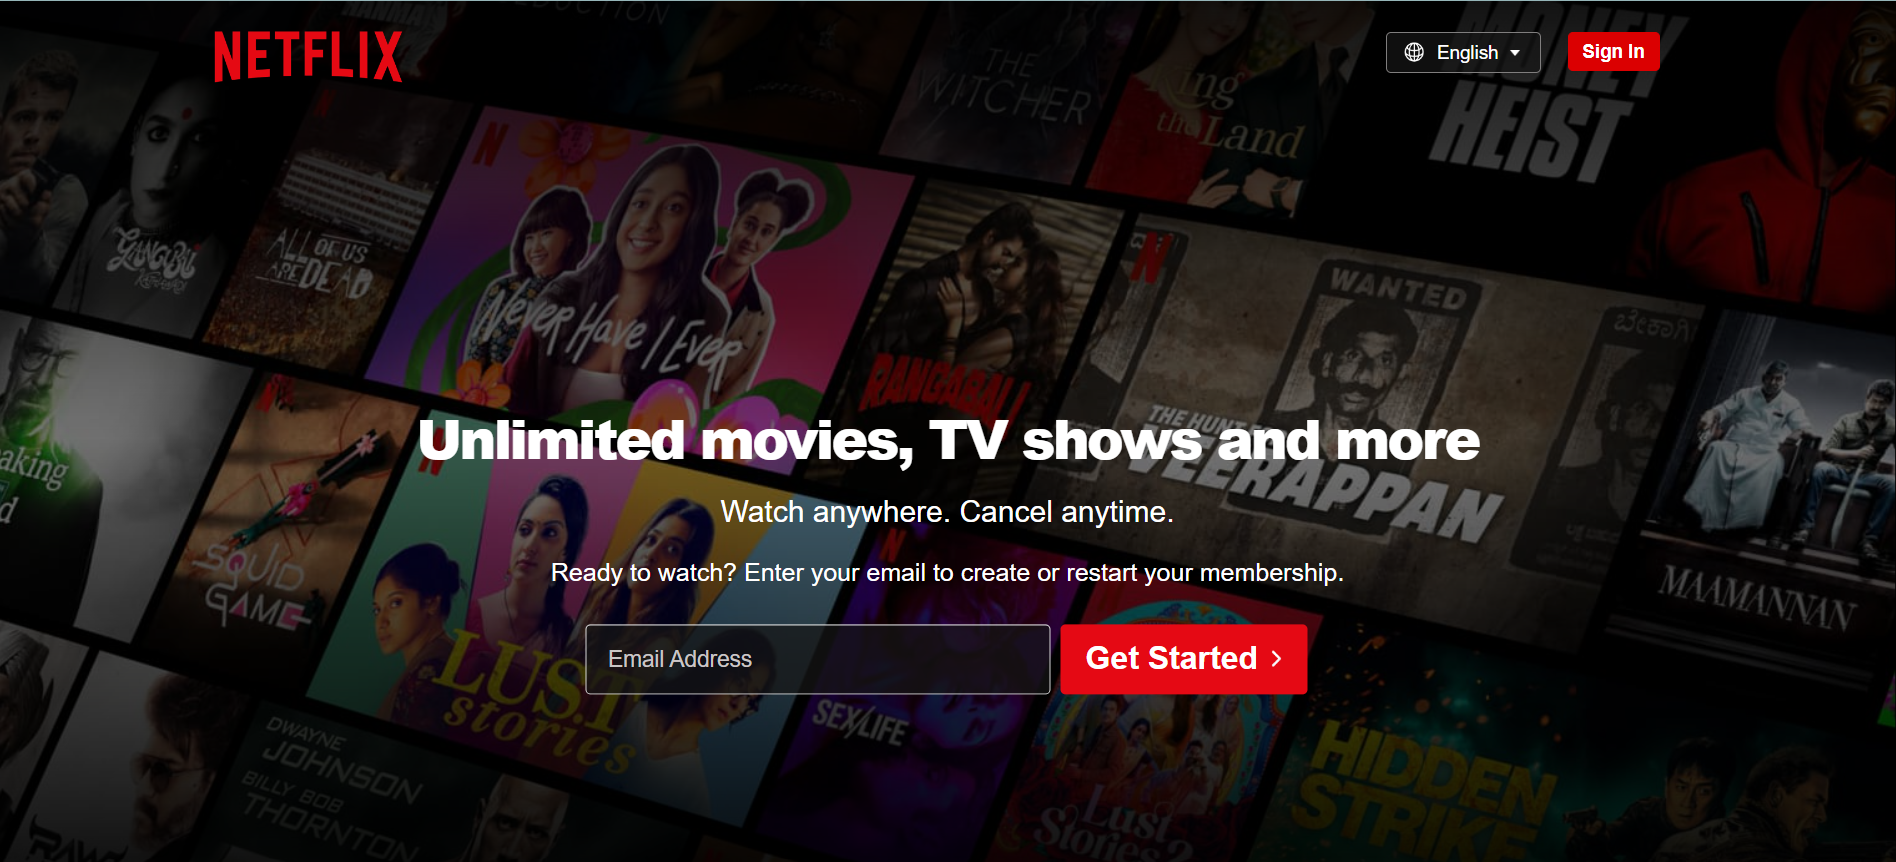 NETFLIX
English
Sign In
THE
WITCHER
King
the Land
MONEY
HEIST
GANGUBAI
KATHIAWADI
ALL OF US
ARE DEAD
Never Have I Ever
RANGABALI
WANTED
ಬೇಕಾಗಿ
THE HUN
VEERAPPAN
Unlimited movies, TV shows and more
Watch anywhere. Cancel anytime.
Ready to watch? Enter your email to create or restart your membership.
Email Address
Get Started
aking
d
SQUID
GAME
LUST
stories
MAAMANNAN
SEX/LIFE
DWAYNE
JOHNSON
BILLY BOB
THORNTON
Lust
Stories 2
HIDDEN
STRIKE